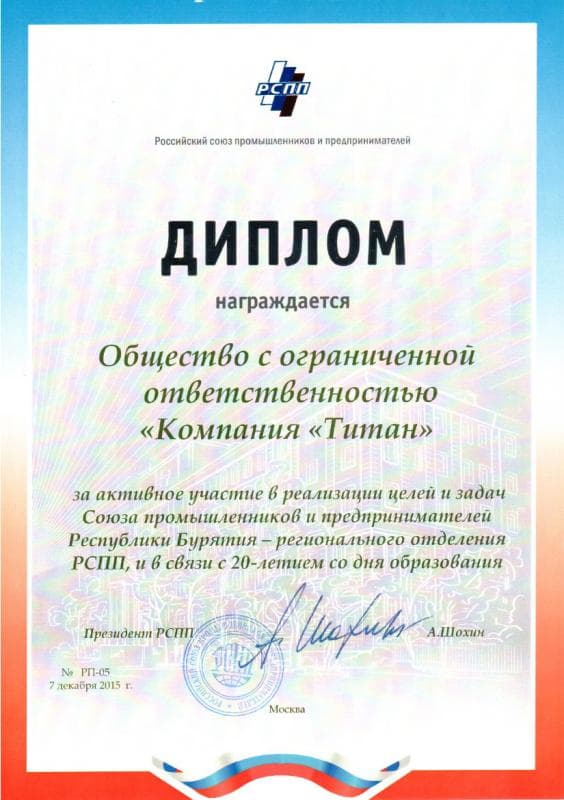 РСПП
Российский союз промышленников и предпринимателей
ДИПЛОМ
награждается
Общество с ограниченной
ответственностью
«Компания «Титан»
за активное участие в реализации целей и задач
Союза промышленников и предпринимателей
Республики Бурятия – регионального отделения
РСПП, и в связи с 20-летием со дня образования
Президент РСПП
А.Шохин
№ РП-05
7 декабря 2015 г.
Москва